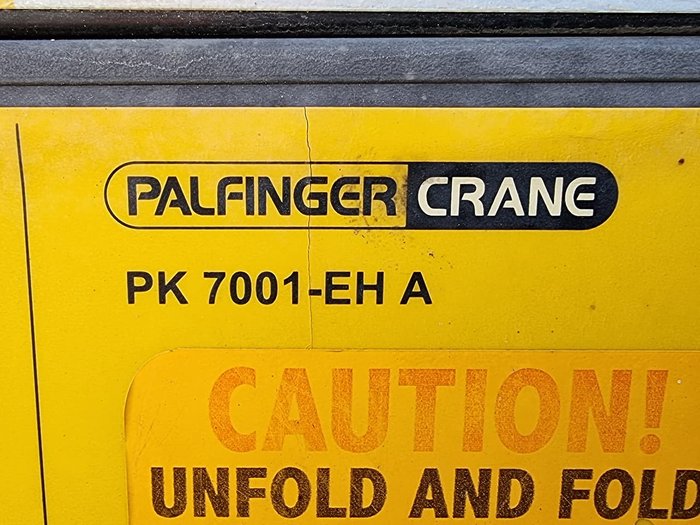 PALFINGER CRANE
PK 7001-EH A
CAUTION!
UNFOLD AND FOLD